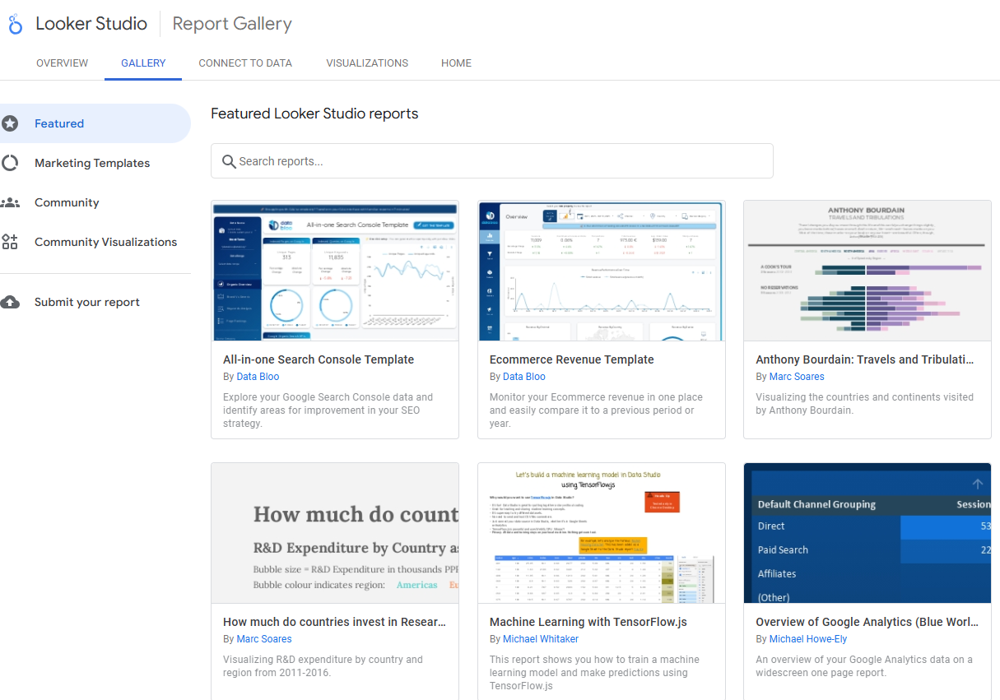 Looker Studio
Report Gallery
OVERVIEW
GALLERY
CONNECT TO DATA
VISUALIZATIONS
HOME
Featured
Marketing Templates
Community
Community Visualizations
Submit your report
Featured Looker Studio reports
Search reports...
data bloo
All-in-one Search Console Template
GET THE TEMPLATE
313
11,835
Overview
ANTHONY BOURDAIN
TRAVELS AND TRIBULATIONS
A COOK'S TOUR
NO RESERVATIONS
All-in-one Search Console Template
By Data Bloo
Explore your Google Search Console data and
identify areas for improvement in your SEO
strategy.
Ecommerce Revenue Template
By Data Bloo
Monitor your Ecommerce revenue in one place
and easily compare it to a previous period or
year.
Anthony Bourdain: Travels and Tribulati...
By Marc Soares
Visualizing the countries and continents visited
by Anthony Bourdain.
How much do count
R&D Expenditure by Country a
Bubble size = R&D Expenditure in thousands PPP
Bubble colour indicates region: Americas Eu
Let's build a machine learning model in Data Studio
using TensorFlow.js
Default Channel Grouping
Session
Direct
53
Paid Search
22
Affiliates
(Other)
How much do countries invest in Resear...
By Marc Soares
Visualizing R&D expenditure by country and
region from 2011-2016.
Machine Learning with TensorFlow.js
By Michael Whitaker
This report shows you how to train a machine
learning model and make predictions using
TensorFlow.js
Overview of Google Analytics (Blue Worl...
By Michael Howe-Ely
An overview of your Google Analytics data on a
widescreen one page report.